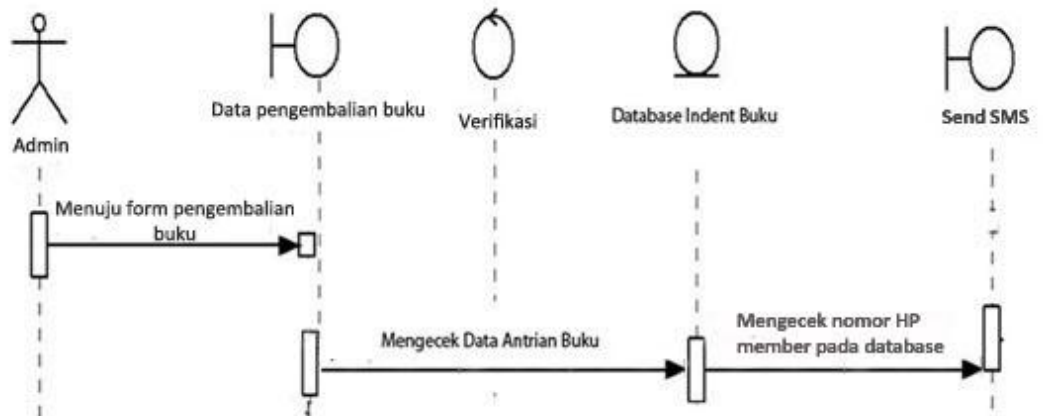 Admin
Data pengembalian buku
Verifikasi
Database Indent Buku
Send SMS
Menuju form pengembalian
buku
Mengecek Data Antrian Buku
Mengecek nomor HP
member pada database